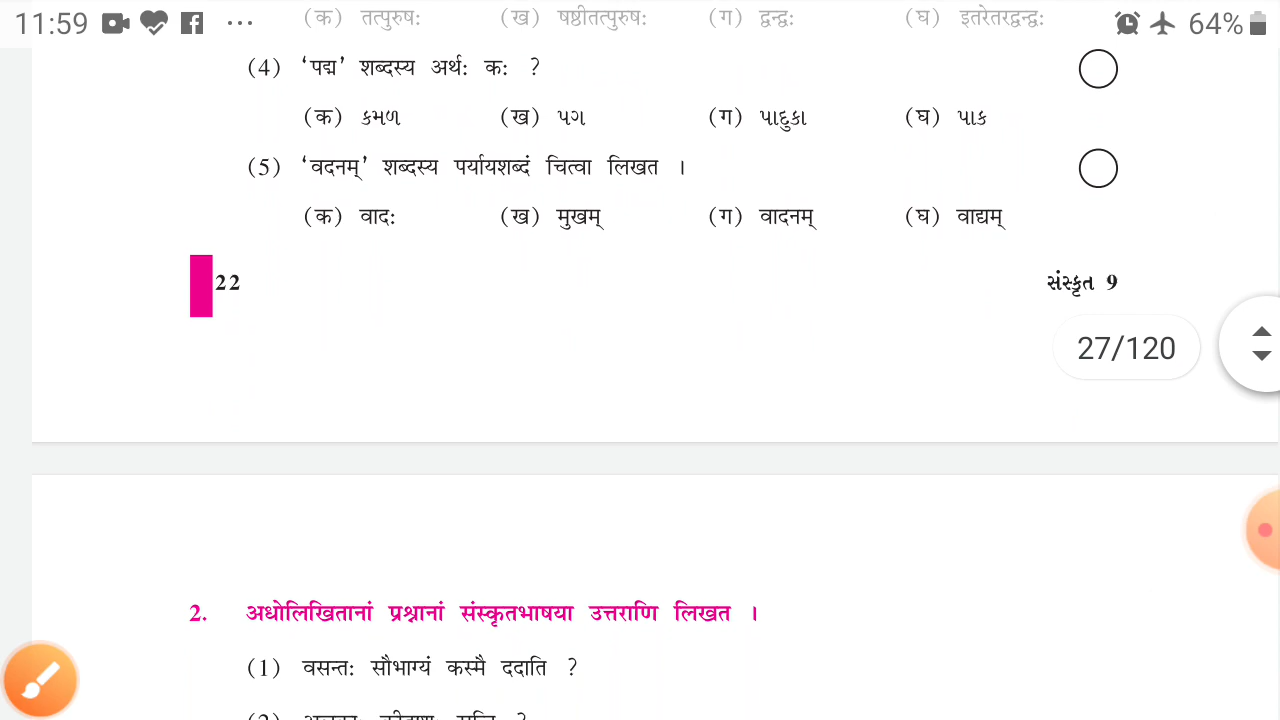 11:59 ... 64%
(क) तत्पुरुषः (ख) षष्ठीतत्पुरुषः (ग) द्वन्द्वः (घ) इतरेतरद्वन्द्वः
(4) ‘पद्म’ शब्दस्य अर्थः कः ?
(क) કમળ (ख) પગ (ग) પાદુકા (घ) પાક
(5) ‘वदनम्’ शब्दस्य पर्यायशब्दं चित्वा लिखत ।
(क) वादः (ख) मुखम् (ग) वादनम् (घ) वाद्यम्
22 સંસ્કૃત 9
27/120
2. अधोलिखितानां प्रश्नानां संस्कृतभाषया उत्तराणि लिखत ।
(1) वसन्तः सौभाग्यं कस्मै ददाति ?